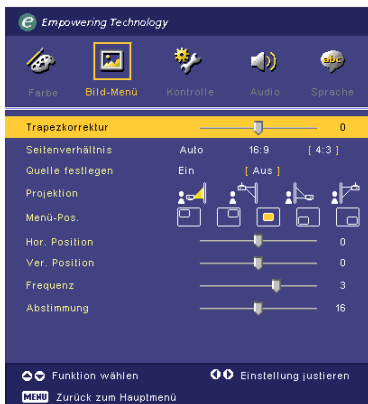 e Empowering Technology
Farbe Bild-Menü Kontrolle Audio abc Sprache
Trapezkorrektur 0
Seitenverhältnis Auto 16:9 [ 4:3 ]
Quelle festlegen Ein [ Aus ]
Projektion
Menü-Pos.
Hor. Position 0
Ver. Position 0
Frequenz 3
Abstimmung 16
Funktion wählen Einstellung justieren
MENU Zurück zum Hauptmenü